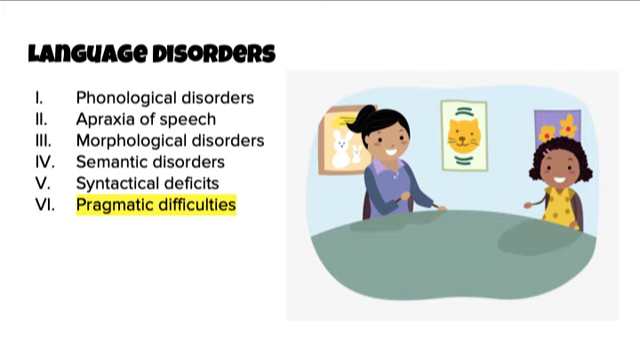 Language Disorders
I. Phonological disorders
II. Apraxia of speech
III. Morphological disorders
IV. Semantic disorders
V. Syntactical deficits
VI. Pragmatic difficulties